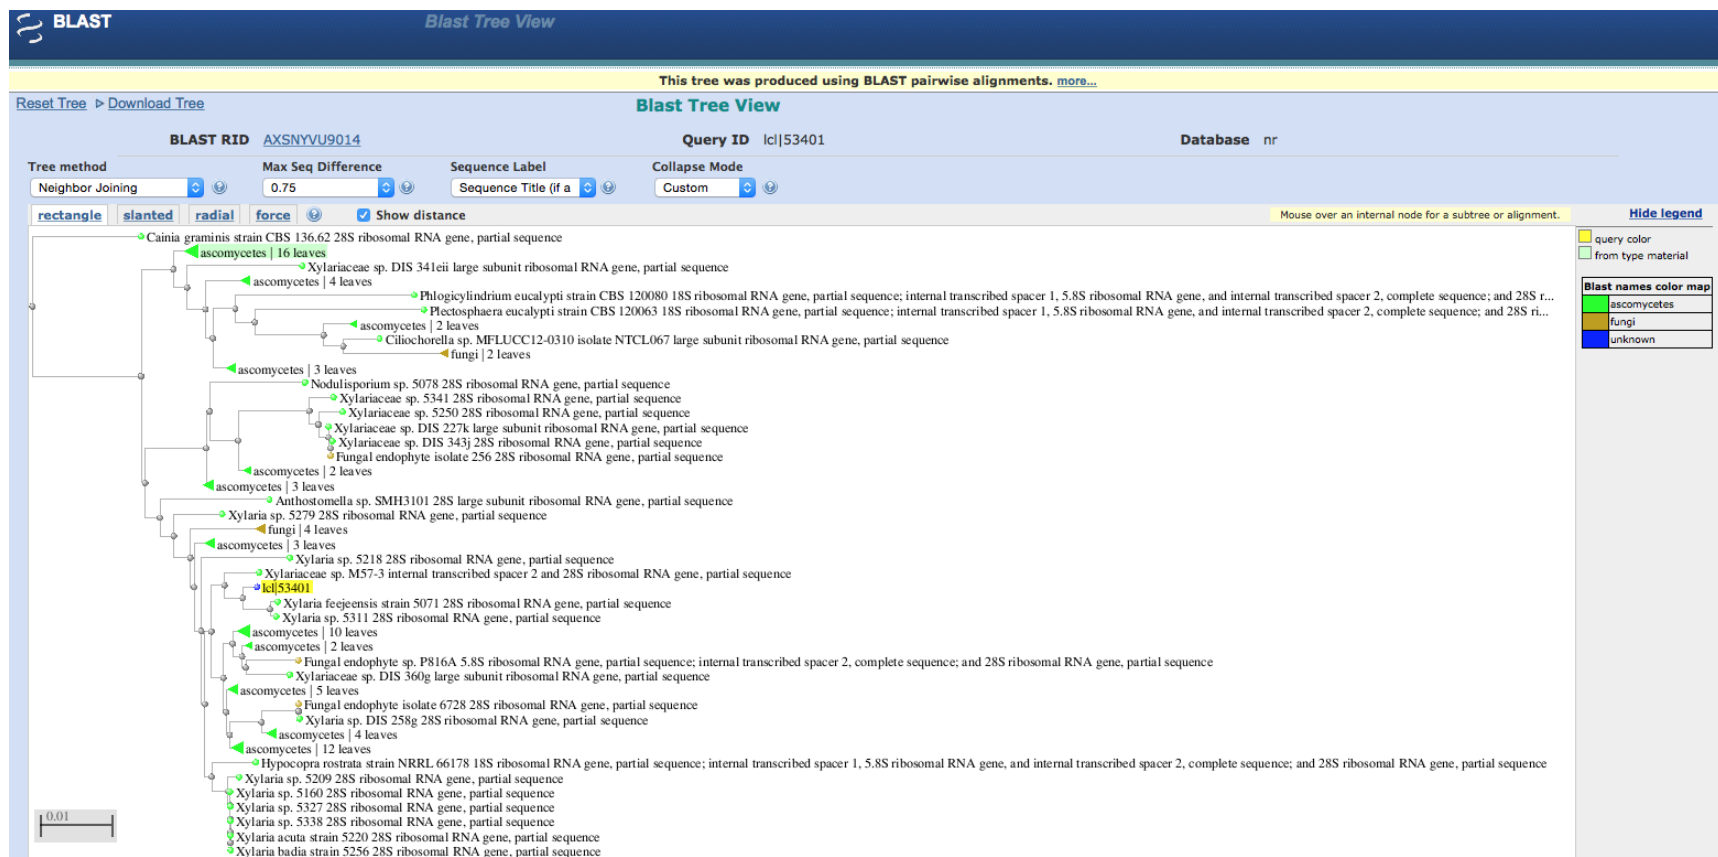 BLAST Blast Tree View
This tree was produced using BLAST pairwise alignments. more...
Reset Tree Download Tree Blast Tree View
BLAST RID AXSNYVU9014 Query ID lcl|53401 Database nr
Tree method Max Seq Difference Sequence Label Collapse Mode
Neighbor Joining 0.75 Sequence Title (if a Custom
rectangle slanted radial force Show distance Mouse over an internal node for a subtree or alignment. Hide legend
Cainia graminis strain CBS 136.62 28S ribosomal RNA gene, partial sequence
ascomycetes | 16 leaves
Xylariaceae sp. DIS 341eii large subunit ribosomal RNA gene, partial sequence
ascomycetes | 4 leaves
Phlogicylindrium eucalypti strain CBS 120080 18S ribosomal RNA gene, partial sequence; internal transcribed spacer 1, 5.8S ribosomal RNA gene, and internal transcribed spacer 2, complete sequence; and 28S r...
Plectosphaera eucalypti strain CBS 120063 18S ribosomal RNA gene, partial sequence; internal transcribed spacer 1, 5.8S ribosomal RNA gene, and internal transcribed spacer 2, complete sequence; and 28S ri...
ascomycetes | 2 leaves
Ciliochorella sp. MFLUCC12-0310 isolate NTCL067 large subunit ribosomal RNA gene, partial sequence
fungi | 2 leaves
ascomycetes | 3 leaves
Nodulisporium sp. 5078 28S ribosomal RNA gene, partial sequence
Xylariaceae sp. 5341 28S ribosomal RNA gene, partial sequence
Xylariaceae sp. 5250 28S ribosomal RNA gene, partial sequence
Xylariaceae sp. DIS 227k large subunit ribosomal RNA gene, partial sequence
Xylariaceae sp. DIS 343j 28S ribosomal RNA gene, partial sequence
Fungal endophyte isolate 256 28S ribosomal RNA gene, partial sequence
ascomycetes | 2 leaves
ascomycetes | 3 leaves
Anthostomella sp. SMH3101 28S large subunit ribosomal RNA gene, partial sequence
Xylaria sp. 5279 28S ribosomal RNA gene, partial sequence
fungi | 4 leaves
ascomycetes | 3 leaves
Xylaria sp. 5218 28S ribosomal RNA gene, partial sequence
Xylariaceae sp. M57-3 internal transcribed spacer 2 and 28S ribosomal RNA gene, partial sequence
lcl|53401
Xylaria feejeensis strain 5071 28S ribosomal RNA gene, partial sequence
Xylaria sp. 5311 28S ribosomal RNA gene, partial sequence
ascomycetes | 10 leaves
ascomycetes | 2 leaves
Fungal endophyte sp. P816A 5.8S ribosomal RNA gene, partial sequence; internal transcribed spacer 2, complete sequence; and 28S ribosomal RNA gene, partial sequence
Xylariaceae sp. DIS 360g large subunit ribosomal RNA gene, partial sequence
ascomycetes | 5 leaves
Fungal endophyte isolate 6728 28S ribosomal RNA gene, partial sequence
Xylaria sp. DIS 258g 28S ribosomal RNA gene, partial sequence
ascomycetes | 4 leaves
ascomycetes | 12 leaves
Hypocopra rostrata strain NRRL 66178 18S ribosomal RNA gene, partial sequence; internal transcribed spacer 1, 5.8S ribosomal RNA gene, and internal transcribed spacer 2, complete sequence; and 28S ribosomal RNA gene, partial sequence
Xylaria sp. 5209 28S ribosomal RNA gene, partial sequence
Xylaria sp. 5160 28S ribosomal RNA gene, partial sequence
Xylaria sp. 5327 28S ribosomal RNA gene, partial sequence
Xylaria sp. 5338 28S ribosomal RNA gene, partial sequence
Xylaria acuta strain 5220 28S ribosomal RNA gene, partial sequence
Xylaria badia strain 5256 28S ribosomal RNA gene, partial sequence
0.01
query color
from type material
Blast names color map
ascomycetes
fungi
unknown